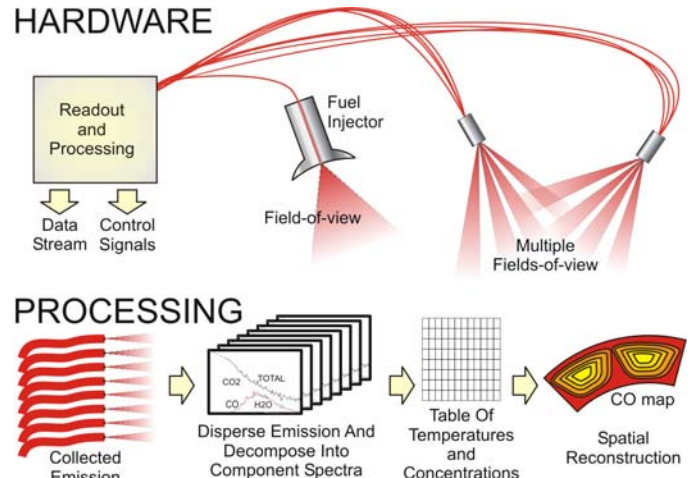 HARDWARE
Readout
and
Processing
Data
Stream
Control
Signals
Fuel
Injector
Field-of-view
Multiple
Fields-of-view
PROCESSING
Collected
Emission
CO2
TOTAL
CO
H2O
Disperse Emission And
Decompose Into
Component Spectra
Table Of
Temperatures
and
Concentrations
CO map
Spatial
Reconstruction